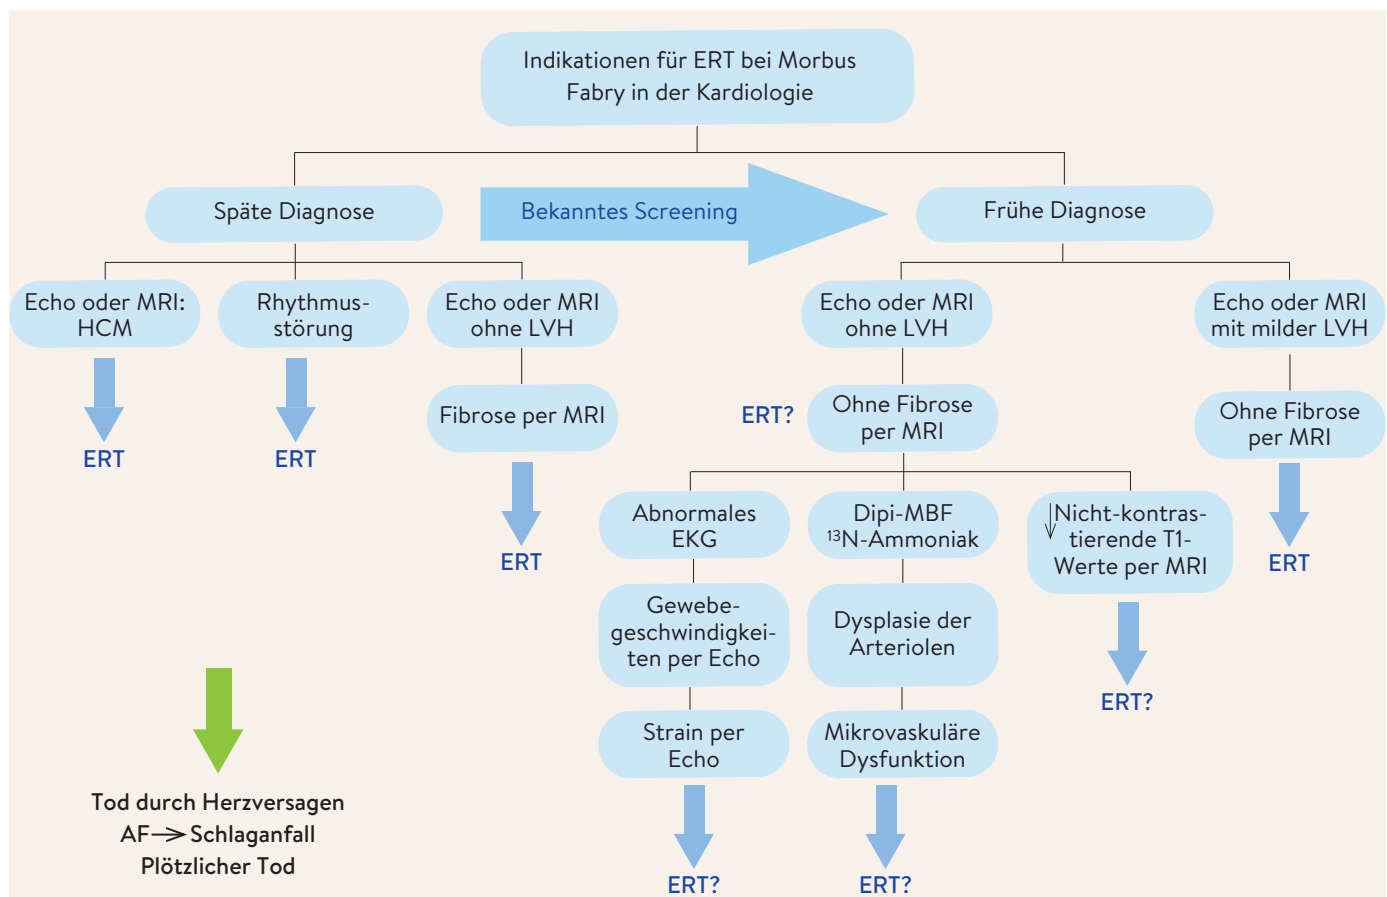 Indikationen für ERT bei Morbus
Fabry in der Kardiologie
Späte Diagnose
Bekanntes Screening
Frühe Diagnose
Echo oder MRI:
HCM
Rhythmus-
störung
Echo oder MRI
ohne LVH
Echo oder MRI
ohne LVH
Echo oder MRI
mit milder LVH
ERT
ERT
Fibrose per MRI
ERT
ERT?
Ohne Fibrose
per MRI
Ohne Fibrose
per MRI
ERT
Abnormales
EKG
Gewebe-
geschwindigkei-
ten per Echo
Strain per
Echo
ERT?
Dipi-MBF
¹³N-Ammoniak
Dysplasie der
Arteriolen
Mikrovaskuläre
Dysfunktion
ERT?
↓Nicht-kontras-
tierende T1-
Werte per MRI
ERT?
Tod durch Herzversagen
AF→Schlaganfall
Plötzlicher Tod